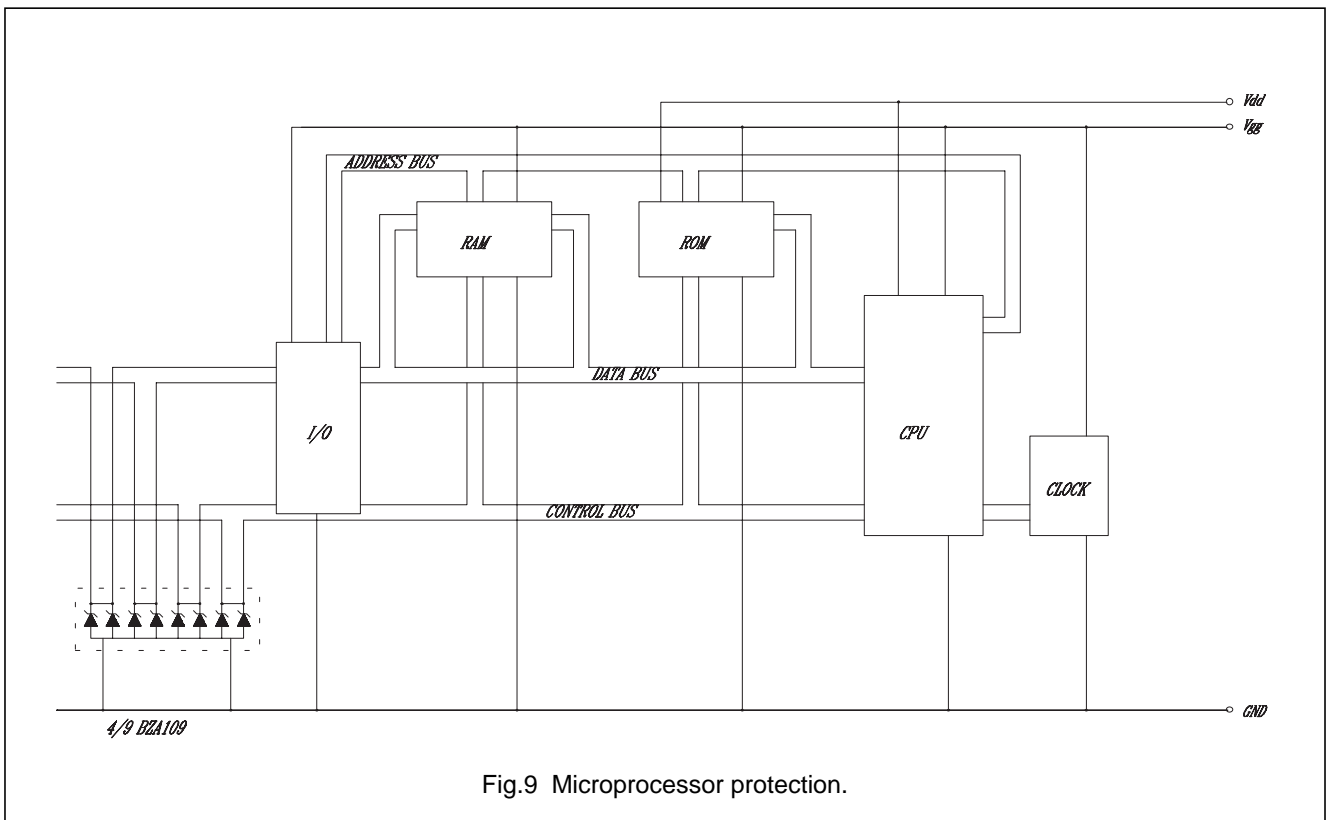 Vdd
Vgg
ADDRESS BUS
RAM
ROM
DATA BUS
I/O
CPU
CLOCK
CONTROL BUS
GND
4/9 BZA109
Fig.9 Microprocessor protection.